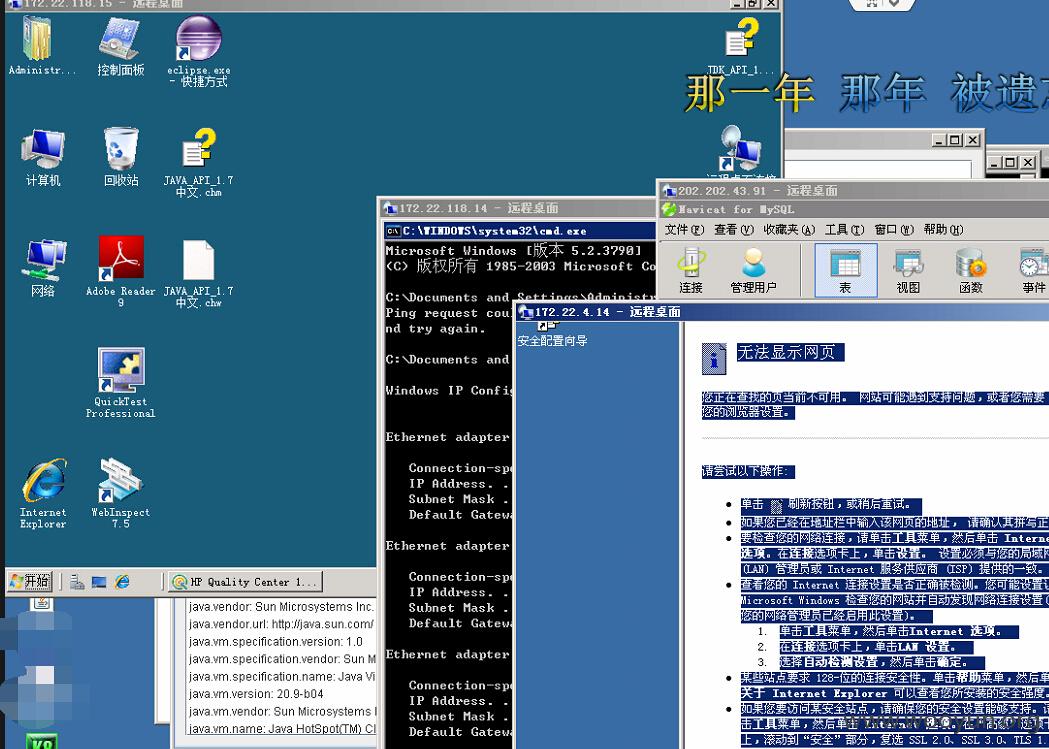 172.22.118.15 - 远程桌面
Administr...
控制面板
eclipse.exe
- 快捷方式
JDK_API_1...
那一年 那年 被遗
计算机
回收站
JAVA_API_1.7
中文.chm
远程桌面连接
网络
Adobe Reader
9
JAVA_API_1.7
中文.chw
QuickTest
Professional
Internet
Explorer
WebInspect
7.5
开始
HP Quality Center 1...
java.vendor: Sun Microsystems Inc.
java.vendor.url: http://java.sun.com/
java.vm.specification.version: 1.0
java.vm.specification.vendor: Sun M
java.vm.specification.name: Java Vi
java.vm.version: 20.9-b04
java.vm.vendor: Sun Microsystems I
java.vm.name: Java HotSpot(TM) Cl
172.22.118.14 - 远程桌面
C:\WINDOWS\system32\cmd.exe
Microsoft Windows [版本 5.2.3790]
(C) 版权所有 1985-2003 Microsoft Co
C:\Documents and Settings\Administr
Ping request cou
nd try again.
C:\Documents and
Windows IP Config
Ethernet adapter
Connection-spe
IP Address. .
Subnet Mask .
Default Gatewa
Ethernet adapter
Connection-spe
IP Address. .
Subnet Mask .
Default Gatewa
Ethernet adapter
Connection-spe
IP Address. .
Subnet Mask .
Default Gatewa
202.202.43.91 - 远程桌面
Navicat for MySQL
文件(F) 查看(V) 收藏夹(A) 工具(T) 窗口(W) 帮助(H)
连接 管理用户 表 视图 函数 事件
172.22.4.14 - 远程桌面
安全配置向导
无法显示网页
您正在查找的页当前不可用。 网站可能遇到支持问题，或者您需要
您的浏览器设置。
请尝试以下操作:
单击 刷新按钮，或稍后重试。
如果您已经在地址栏中输入该网页的地址， 请确认其拼写正
要检查您的网络连接，请单击工具菜单，然后单击 Interne
选项。在连接选项卡上，单击设置。 设置必须与您的局域网
(LAN) 管理员或 Internet 服务供应商 (ISP) 提供的一致。
查看您的 Internet 连接设置是否正确被检测。您可能设置让
Microsoft Windows 检查您的网站并自动发现网络连接设置(
您的网络管理员已经启用此设置)。
1. 单击工具菜单，然后单击Internet 选项。
2. 在连接选项卡上，单击LAN 设置。
3. 选择自动检测设置，然后单击确定。
某些站点要求 128-位的连接安全性。单击帮助菜单，然后单
关于 Internet Explorer 可以查看您所安装的安全强度。
如果您要访问某安全站点，请确保您的安全设置能够支持。请
击工具菜单，然后单击 Internet 选项。
上，滚动到“安全”部分，复选 SSL 2.0、SSL 3.0、TLS 1.